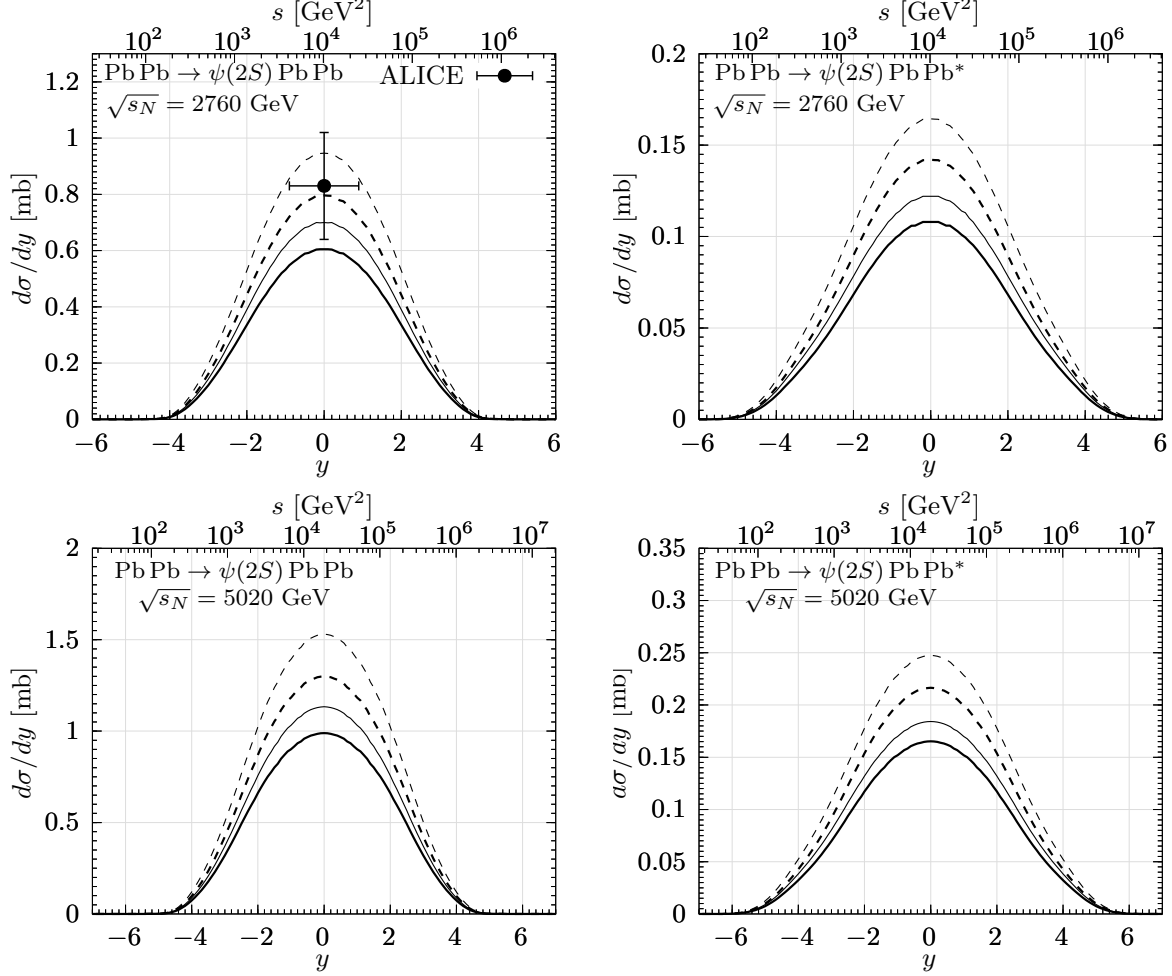 s [GeV²]
10² 10³ 10⁴ 10⁵ 10⁶
Pb Pb → ψ(2S) Pb Pb
ALICE
√s_N = 2760 GeV
dσ/dy [mb]
1.2
1
0.8
0.6
0.4
0.2
0
−6 −4 −2 0 2 4 6
y
s [GeV²]
10² 10³ 10⁴ 10⁵ 10⁶
Pb Pb → ψ(2S) Pb Pb*
√s_N = 2760 GeV
dσ/dy [mb]
0.2
0.15
0.1
0.05
0
−6 −4 −2 0 2 4 6
y
s [GeV²]
10² 10³ 10⁴ 10⁵ 10⁶ 10⁷
Pb Pb → ψ(2S) Pb Pb
√s_N = 5020 GeV
dσ/dy [mb]
2
1.5
1
0.5
0
−6 −4 −2 0 2 4 6
y
s [GeV²]
10² 10³ 10⁴ 10⁵ 10⁶ 10⁷
Pb Pb → ψ(2S) Pb Pb*
√s_N = 5020 GeV
dσ/dy [mb]
0.35
0.3
0.25
0.2
0.15
0.1
0.05
0
−6 −4 −2 0 2 4 6
y